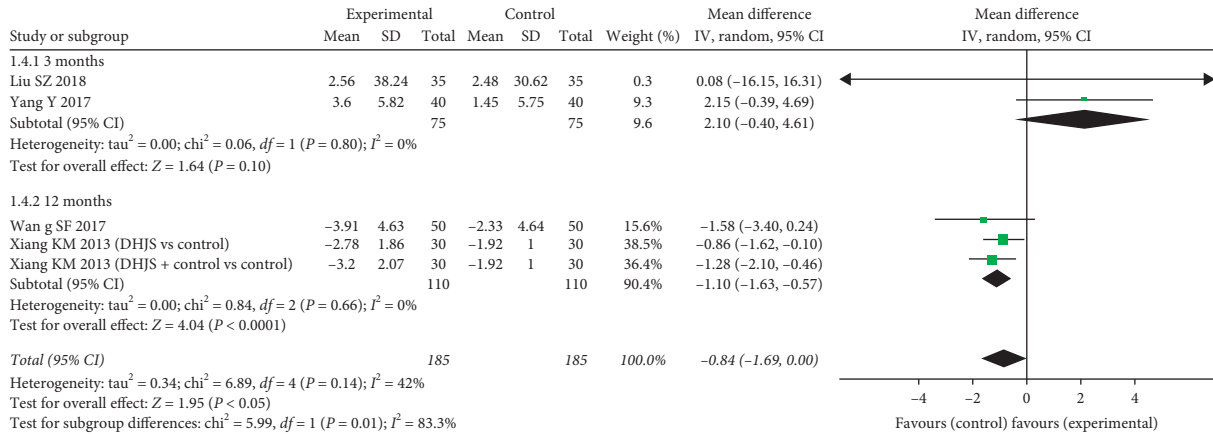 Experimental Control Mean difference Mean difference
Study or subgroup Mean SD Total Mean SD Total Weight (%) IV, random, 95% CI IV, random, 95% CI
1.4.1 3 months
Liu SZ 2018 2.56 38.24 35 2.48 30.62 35 0.3 0.08 (–16.15, 16.31)
Yang Y 2017 3.6 5.82 40 1.45 5.75 40 9.3 2.15 (–0.39, 4.69)
Subtotal (95% CI) 75 75 9.6 2.10 (–0.40, 4.61)
Heterogeneity: tau² = 0.00; chi² = 0.06, df = 1 (P = 0.80); I² = 0%
Test for overall effect: Z = 1.64 (P = 0.10)
1.4.2 12 months
Wan g SF 2017 –3.91 4.63 50 –2.33 4.64 50 15.6% –1.58 (–3.40, 0.24)
Xiang KM 2013 (DHJS vs control) –2.78 1.86 30 –1.92 1 30 38.5% –0.86 (–1.62, –0.10)
Xiang KM 2013 (DHJS + control vs control) –3.2 2.07 30 –1.92 1 30 36.4% –1.28 (–2.10, –0.46)
Subtotal (95% CI) 110 110 90.4% –1.10 (–1.63, –0.57)
Heterogeneity: tau² = 0.00; chi² = 0.84, df = 2 (P = 0.66); I² = 0%
Test for overall effect: Z = 4.04 (P < 0.0001)
Total (95% CI) 185 185 100.0% –0.84 (–1.69, 0.00)
Heterogeneity: tau² = 0.34; chi² = 6.89, df = 4 (P = 0.14); I² = 42%
Test for overall effect: Z = 1.95 (P < 0.05)
Test for subgroup differences: chi² = 5.99, df = 1 (P = 0.01); I² = 83.3%
–4 –2 0 2 4
Favours (control) favours (experimental)